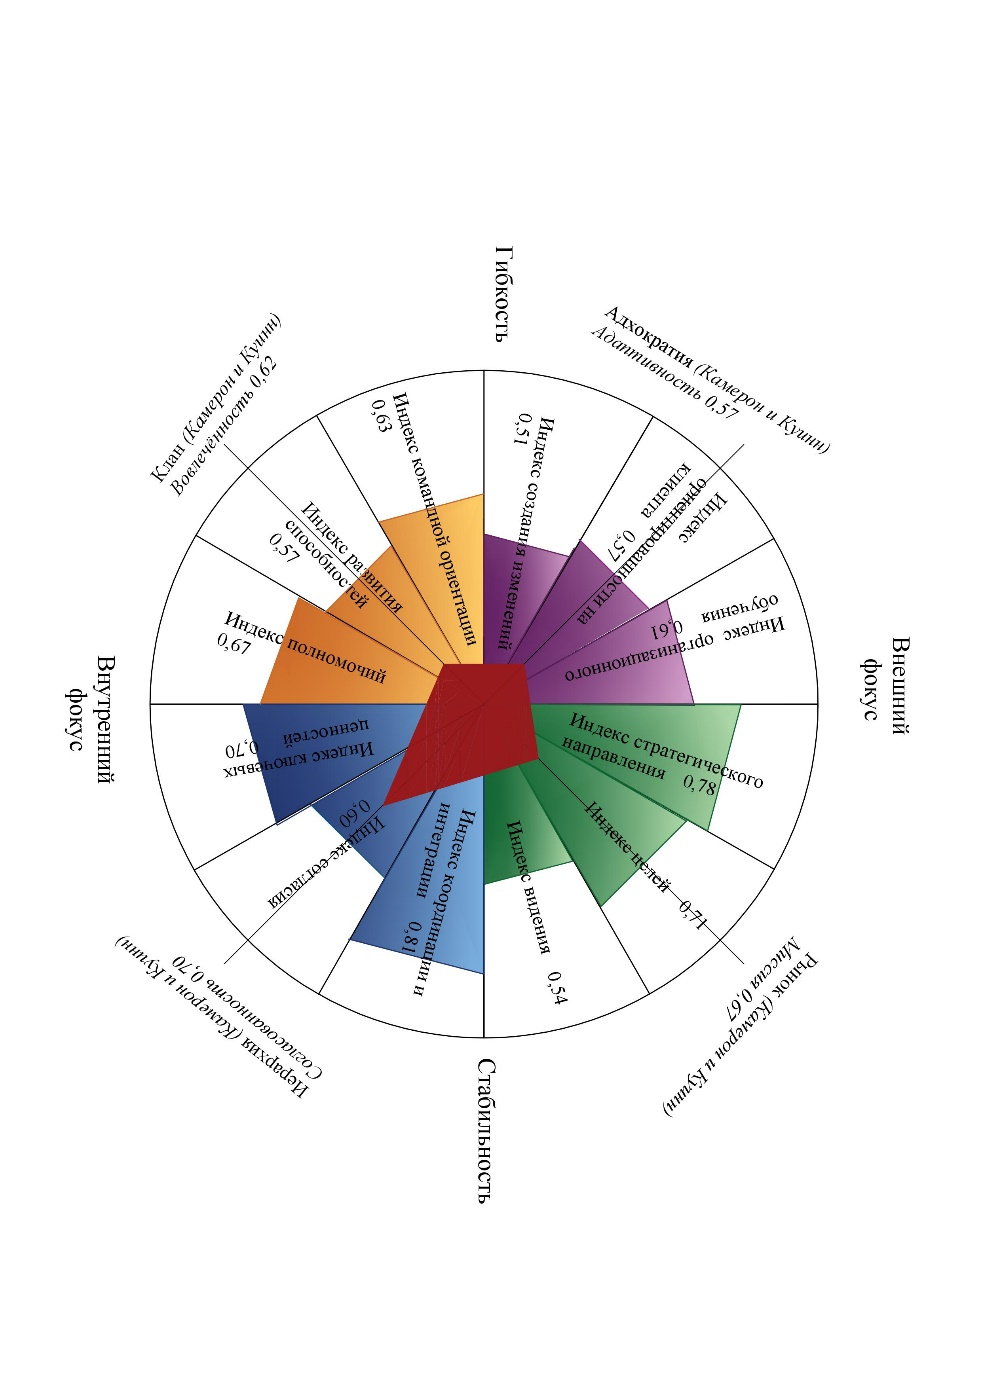 Гибкость
Адхократия (Камерон и Куинн)
Адаптивность 0,57
Клан (Камерон и Куинн)
Вовлечённость 0,62
Индекс командной ориентации
0,63
Индекс создания изменений
0,51
Индекс
ориентированности на
клиента 0,57
Индекс развития
способностей
0,57
Индекс организационного
обучения 0,61
Индекс полномочий
0,67
Внешний
фокус
Внутренний
фокус
Индекс ключевых
ценностей 0,70
Индекс стратегического
направления 0,78
Индекс согласия
0,60
Индекс целей 0,71
Индекс координации и
интеграции 0,81
Индекс видения 0,54
Иерархия (Камерон и Куинн)
Согласованность 0,70
Рынок (Камерон и Куинн)
Миссия 0,67
Стабильность